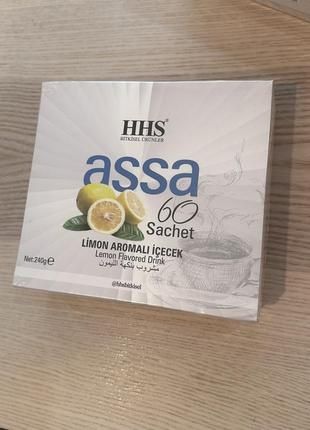 HHS®
BİTKİSEL ÜRÜNLER
assa
60
Sachet
LİMON AROMALI İÇECEK
Lemon Flavored Drink
مشروب بنكهة الليمون
Net:240g e
@hhsbitkisel